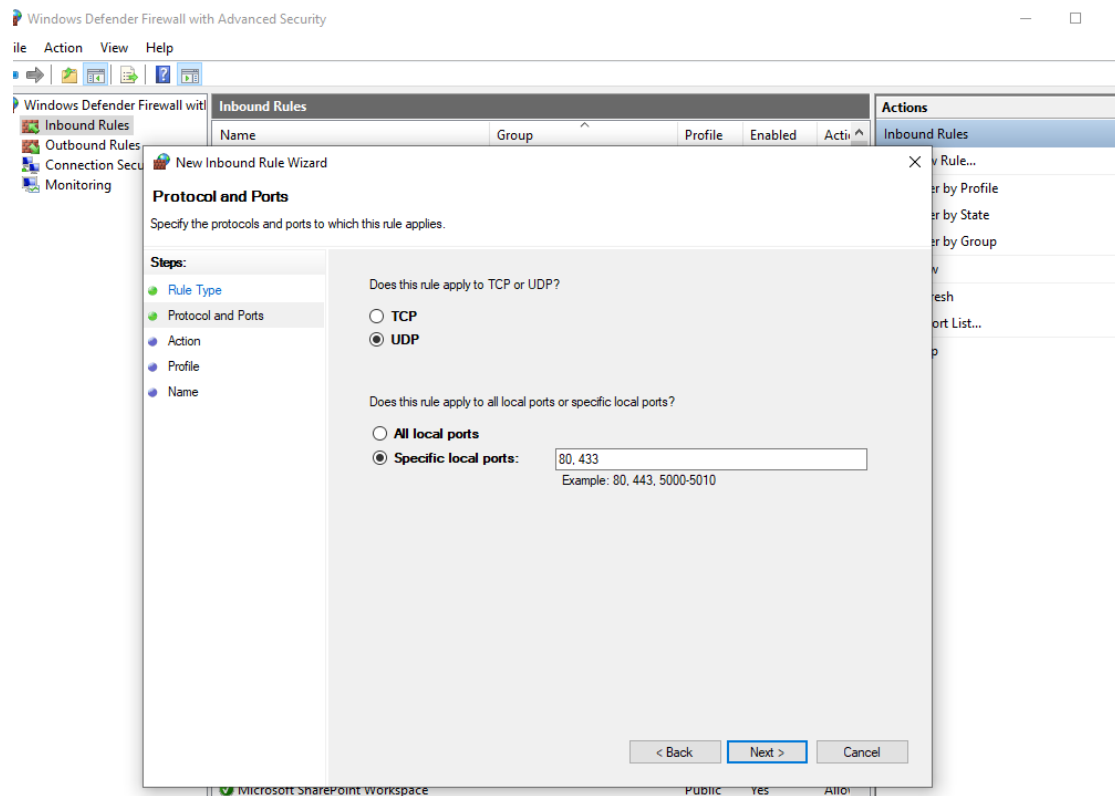 Windows Defender Firewall with Advanced Security
ile Action View Help
Windows Defender Firewall witl
Inbound Rules
Outbound Rules
Connection Secu
Monitoring
Inbound Rules
Name Group Profile Enabled Acti
Actions
Inbound Rules
v Rule...
er by Profile
er by State
er by Group
w
resh
ort List...
p
New Inbound Rule Wizard
Protocol and Ports
Specify the protocols and ports to which this rule applies.
Steps:
Rule Type
Protocol and Ports
Action
Profile
Name
Does this rule apply to TCP or UDP?
TCP
UDP
Does this rule apply to all local ports or specific local ports?
All local ports
Specific local ports: 80, 433
Example: 80, 443, 5000-5010
< Back Next > Cancel
Microsoft SharePoint Workspace Public Yes Allo